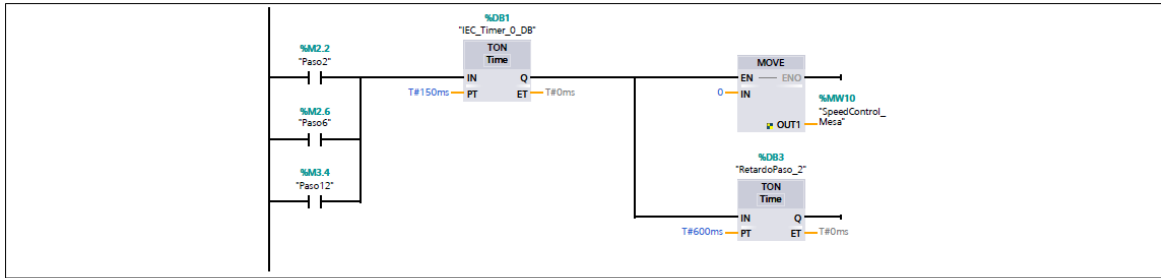 %DB1
"IEC_Timer_0_DB"
%M2.2
"Paso2"
TON
Time
IN Q
T#150ms PT ET T#0ms
MOVE
EN ENO
0 IN
%MW10
"SpeedControl_
OUT1 Mesa"
%M2.6
"Paso6"
%M3.4
"Paso12"
%DB3
"RetardoPaso_2"
TON
Time
IN Q
T#600ms PT ET T#0ms